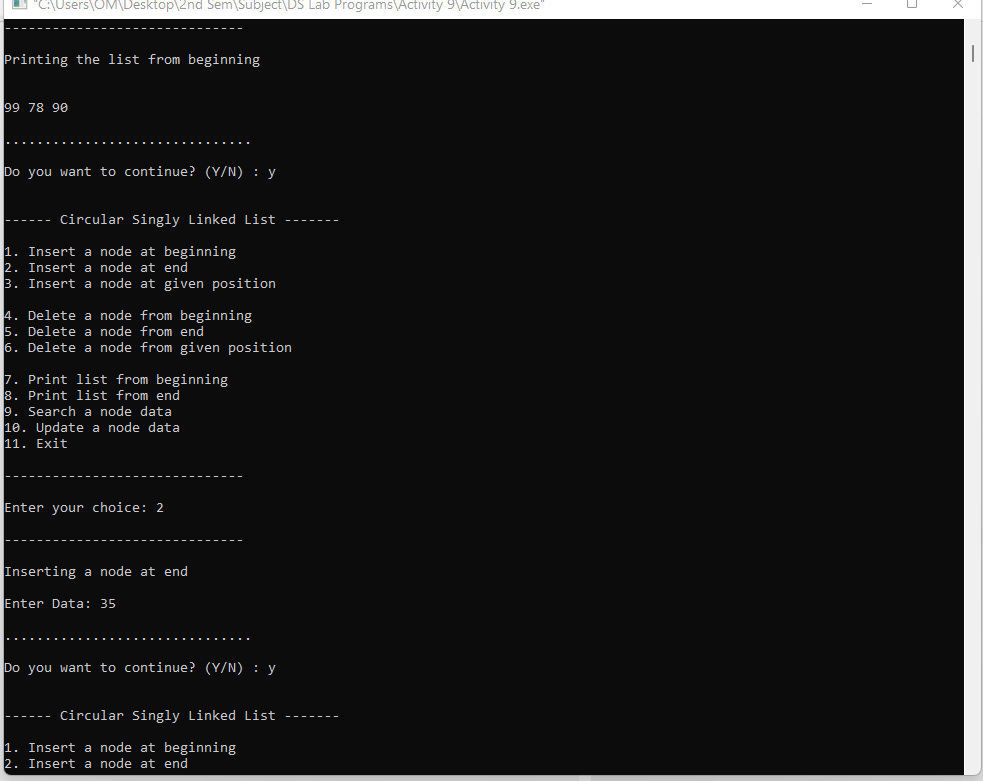 "C:\Users\OM\Desktop\2nd Sem\Subject\DS Lab Programs\Activity 9\Activity 9.exe"
------------------------------
Printing the list from beginning
99 78 90
...............................
Do you want to continue? (Y/N) : y
------ Circular Singly Linked List -------
1. Insert a node at beginning
2. Insert a node at end
3. Insert a node at given position
4. Delete a node from beginning
5. Delete a node from end
6. Delete a node from given position
7. Print list from beginning
8. Print list from end
9. Search a node data
10. Update a node data
11. Exit
------------------------------
Enter your choice: 2
------------------------------
Inserting a node at end
Enter Data: 35
...............................
Do you want to continue? (Y/N) : y
------ Circular Singly Linked List -------
1. Insert a node at beginning
2. Insert a node at end